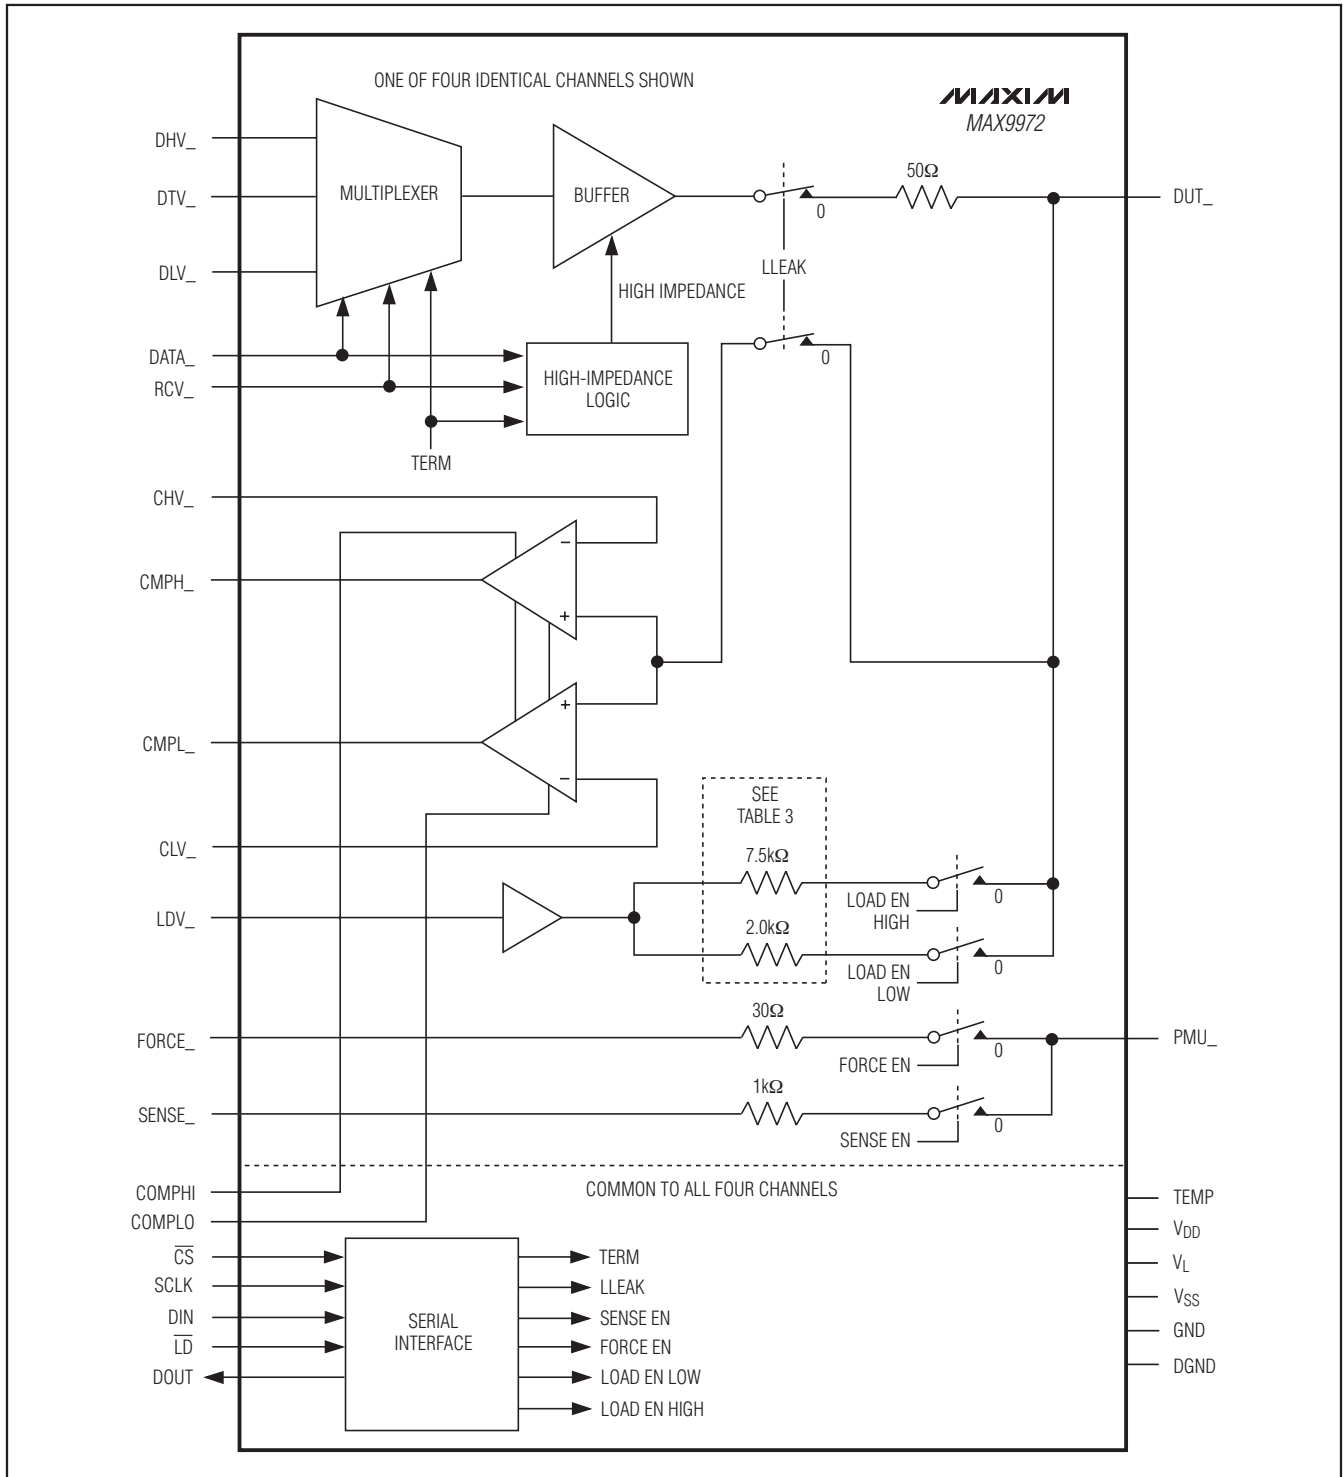 ONE OF FOUR IDENTICAL CHANNELS SHOWN
MAXIM
MAX9972
DHV_
DTV_
DLV_
MULTIPLEXER
BUFFER
50Ω
0
DUT_
LLEAK
HIGH IMPEDANCE
0
DATA_
RCV_
HIGH-IMPEDANCE
LOGIC
TERM
CHV_
−
CMPH_
+
+
CMPL_
−
CLV_
SEE
TABLE 3
7.5kΩ
LOAD EN
HIGH
0
LDV_
2.0kΩ
LOAD EN
LOW
0
30Ω
FORCE_
FORCE EN
0
PMU_
1kΩ
SENSE_
SENSE EN
0
COMMON TO ALL FOUR CHANNELS
COMPHI
COMPLO
CS
SCLK
DIN
LD
DOUT
SERIAL
INTERFACE
TERM
LLEAK
SENSE EN
FORCE EN
LOAD EN LOW
LOAD EN HIGH
TEMP
VDD
VL
VSS
GND
DGND